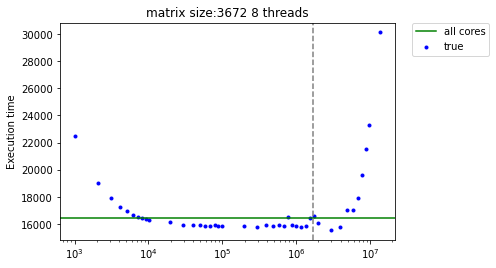 matrix size:3672 8 threads
30000
28000
26000
24000
22000
20000
18000
16000
Execution time
10³ 10⁴ 10⁵ 10⁶ 10⁷
all cores
true